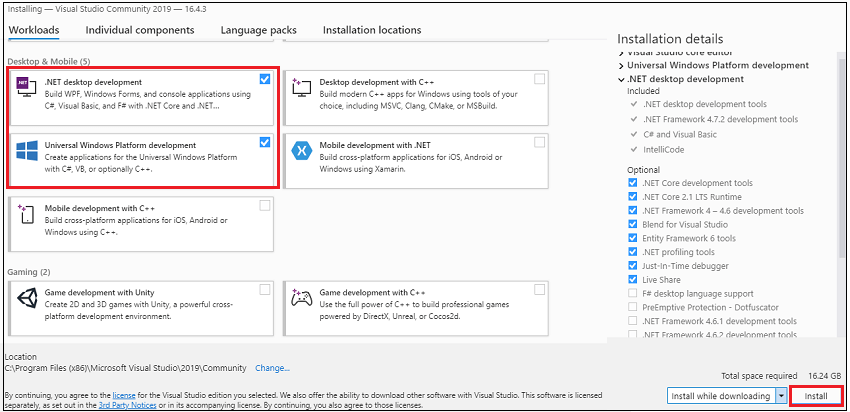 Installing — Visual Studio Community 2019 — 16.4.3
Workloads
Individual components
Language packs
Installation locations
Desktop & Mobile (5)
.NET
.NET desktop development
Build WPF, Windows Forms, and console applications using
C#, Visual Basic, and F# with .NET Core and .NET...
Desktop development with C++
Build modern C++ apps for Windows using tools of your
choice, including MSVC, Clang, CMake, or MSBuild.
Universal Windows Platform development
Create applications for the Universal Windows Platform
with C#, VB, or optionally C++.
Mobile development with .NET
Build cross-platform applications for iOS, Android or
Windows using Xamarin.
Mobile development with C++
Build cross-platform applications for iOS, Android or
Windows using C++.
Gaming (2)
Game development with Unity
Create 2D and 3D games with Unity, a powerful cross-
platform development environment.
Game development with C++
Use the full power of C++ to build professional games
powered by DirectX, Unreal, or Cocos2d.
Installation details
Visual Studio core editor
Universal Windows Platform development
.NET desktop development
Included
.NET desktop development tools
.NET Framework 4.7.2 development tools
C# and Visual Basic
IntelliCode
Optional
.NET Core development tools
.NET Core 2.1 LTS Runtime
.NET Framework 4 – 4.6 development tools
Blend for Visual Studio
Entity Framework 6 tools
.NET profiling tools
Just-In-Time debugger
Live Share
F# desktop language support
PreEmptive Protection - Dotfuscator
.NET Framework 4.6.1 development tools
.NET Framework 4.6.2 development tools
Location
C:\Program Files (x86)\Microsoft Visual Studio\2019\Community Change...
Total space required 16.24 GB
By continuing, you agree to the license for the Visual Studio edition you selected. We also offer the ability to download other software with Visual Studio. This software is licensed
separately, as set out in the 3rd Party Notices or in its accompanying license. By continuing, you also agree to those licenses.
Install while downloading
Install